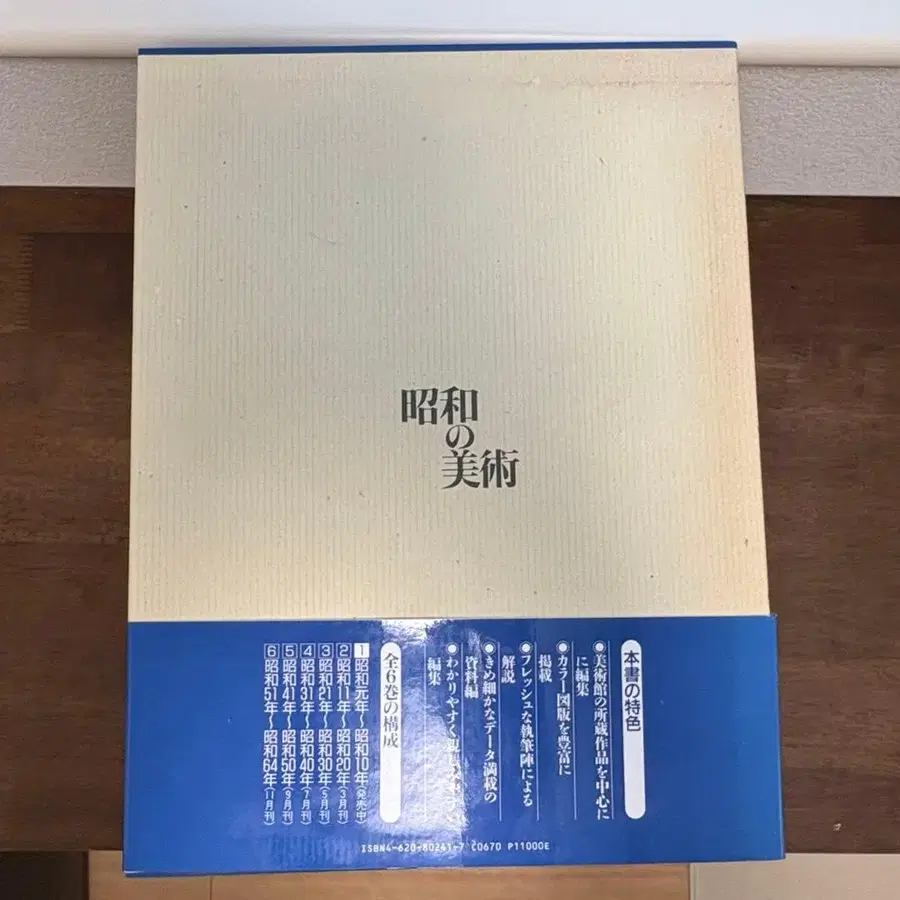 昭和
の
美術
本書の特色
●美術館の所蔵作品を中心に
に編集
●カラー図版を豊富に
掲載
●フレッシュな執筆陣による
解説
●きめ細かなデータ満載の
資料編
●わかりやすく親
編集
全6巻の構成
1 昭和元年〜昭和10年(発売中)
2 昭和11年〜昭和20年(3月刊)
3 昭和21年〜昭和30年(5月刊)
4 昭和31年〜昭和40年(7月刊)
5 昭和41年〜昭和50年(9月刊)
6 昭和51年〜昭和64年(11月刊)
ISBN4-620-80241-7 C0670 P11000E